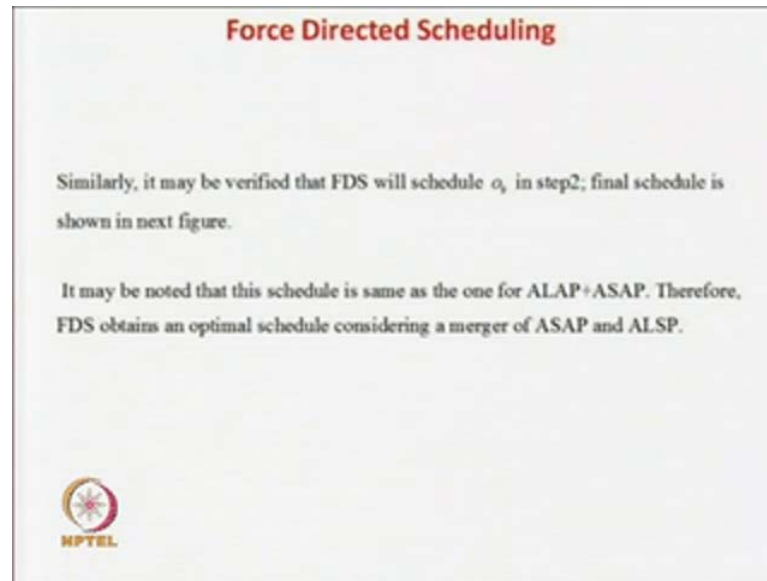 Force Directed Scheduling
Similarly, it may be verified that FDS will schedule o in step2; final schedule is
shown in next figure.
It may be noted that this schedule is same as the one for ALAP+ASAP. Therefore,
FDS obtains an optimal schedule considering a merger of ASAP and ALSP.
NPTEL